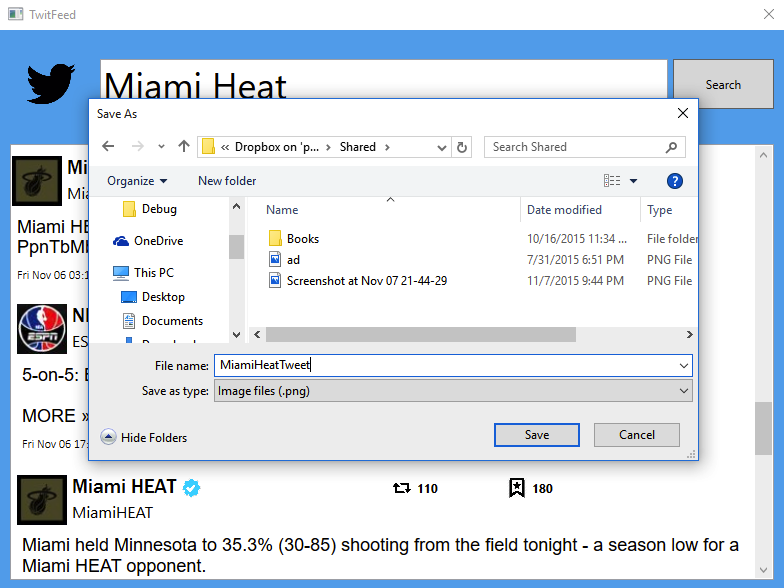 TwitFeed
Miami Heat
Search
Save As
« Dropbox on 'p... > Shared >
Search Shared
Organize
New folder
?
Name
Date modified
Type
Debug
OneDrive
This PC
Desktop
Documents
Books 10/16/2015 11:34 ... File folder
ad 7/31/2015 6:51 PM PNG File
Screenshot at Nov 07 21-44-29 11/7/2015 9:44 PM PNG File
File name: MiamiHeatTweet
Save as type: Image files (.png)
Hide Folders
Save
Cancel
Mi
Mia
Miami HE
PpnTbMb
Fri Nov 06 03:1
ESPN
ES
5-on-5:
MORE »
Fri Nov 06 17:
Miami HEAT
110
180
MiamiHEAT
Miami held Minnesota to 35.3% (30-85) shooting from the field tonight - a season low for a
Miami HEAT opponent.